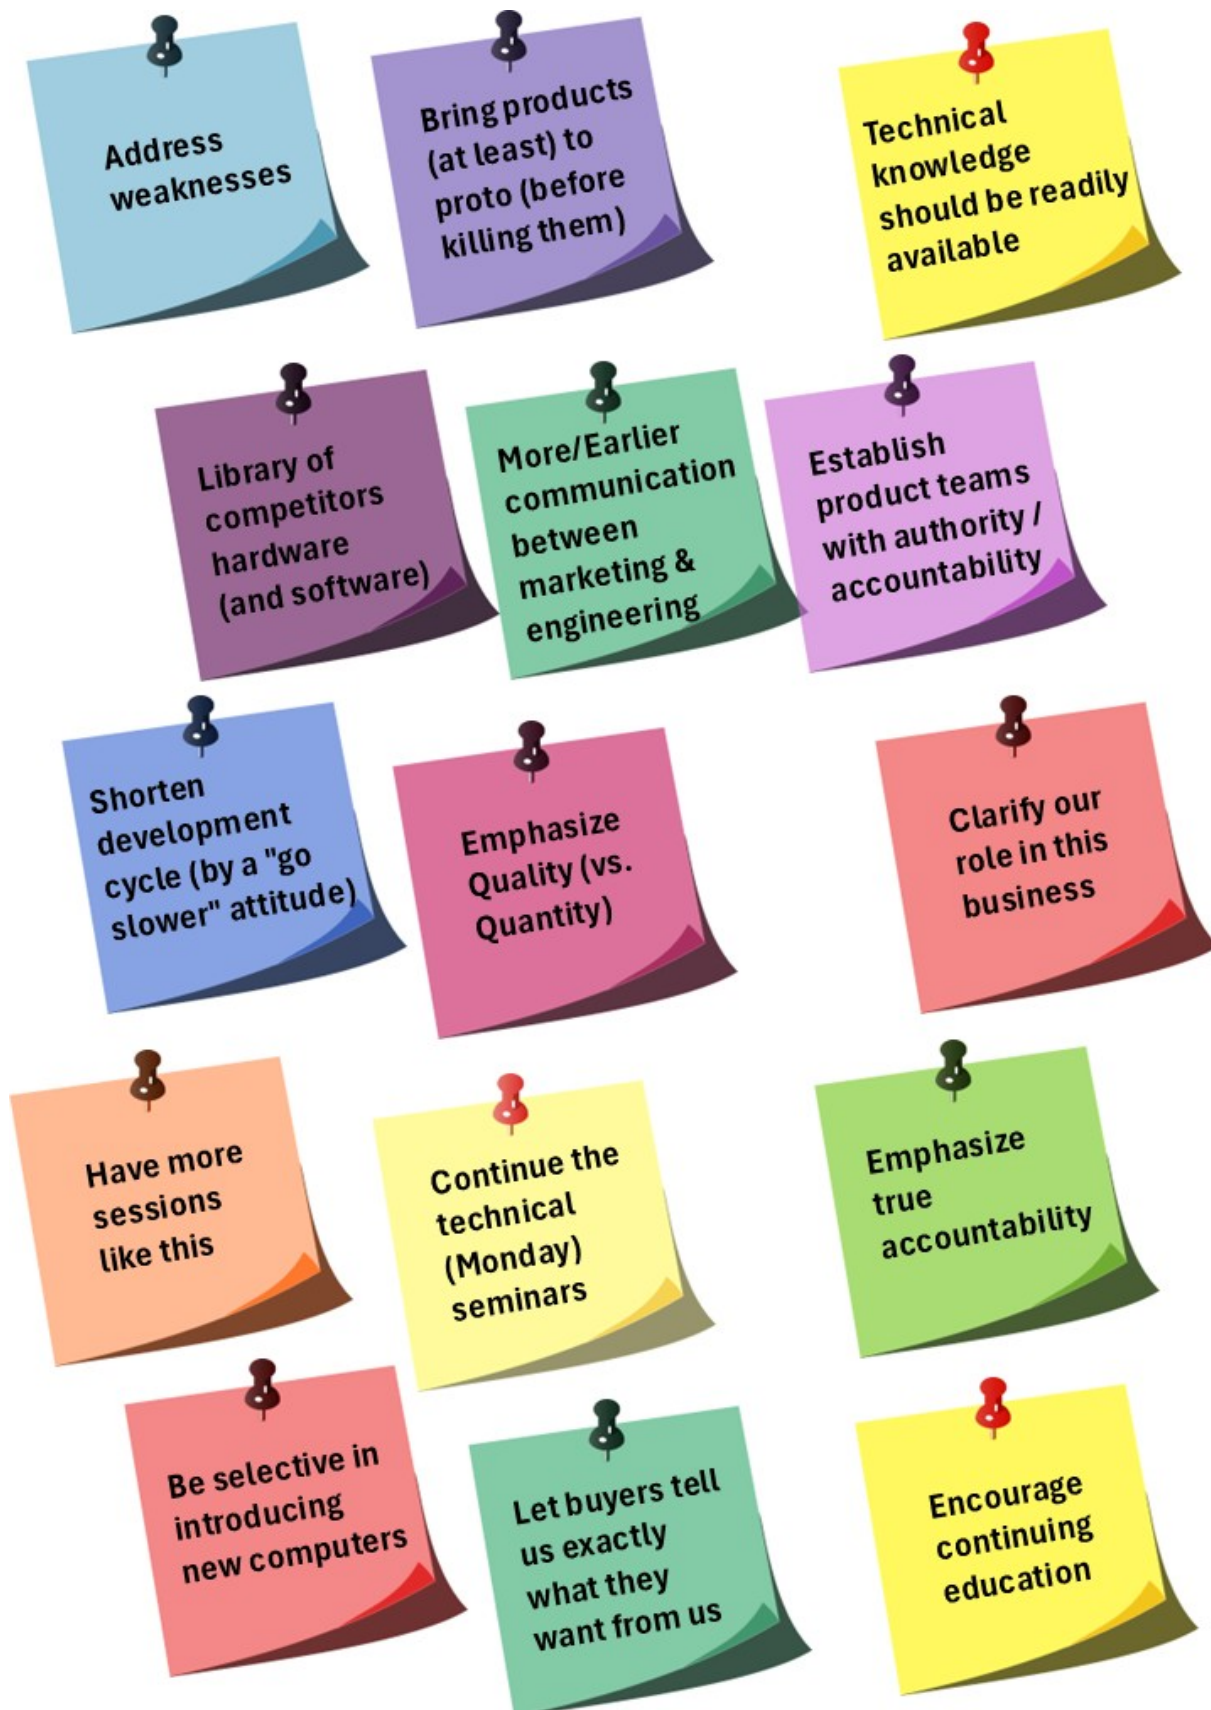 Address
weaknesses
Bring products
(at least) to
proto (before
killing them)
Technical
knowledge
should be readily
available
Library of
competitors
hardware
(and software)
More/Earlier
communication
between
marketing &
engineering
Establish
product teams
with authority /
accountability
Shorten
development
cycle (by a "go
slower" attitude)
Emphasize
Quality (vs.
Quantity)
Clarify our
role in this
business
Have more
sessions
like this
Continue the
technical
(Monday)
seminars
Emphasize
true
accountability
Be selective in
introducing
new computers
Let buyers tell
us exactly
what they
want from us
Encourage
continuing
education